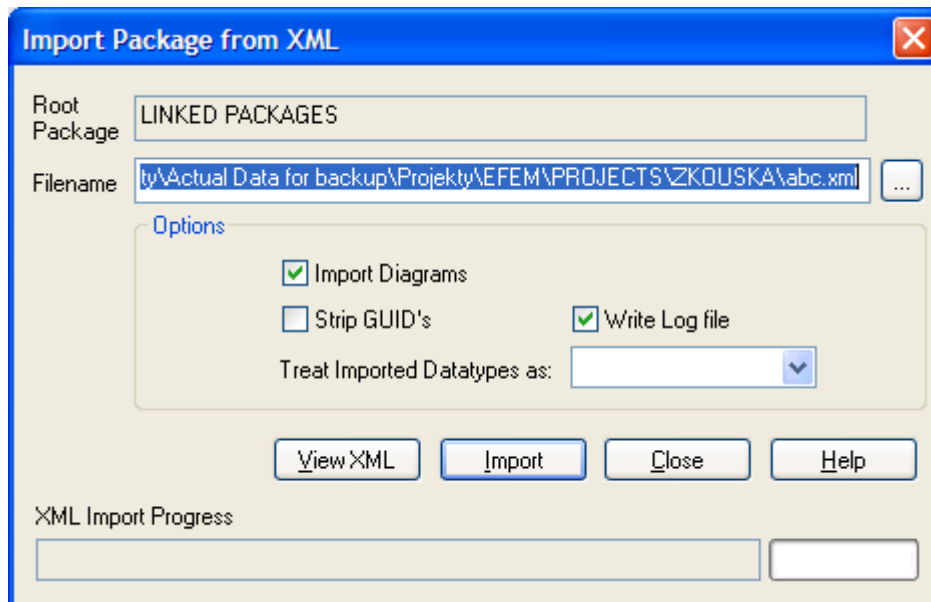 Import Package from XML
Root
Package
LINKED PACKAGES
Filename
ty\Actual Data for backup\Projekty\EFEM\PROJECTS\ZKOUSKA\abc.xml
...
Options
Import Diagrams
Strip GUID's
Write Log file
Treat Imported Datatypes as:
View XML
Import
Close
Help
XML Import Progress